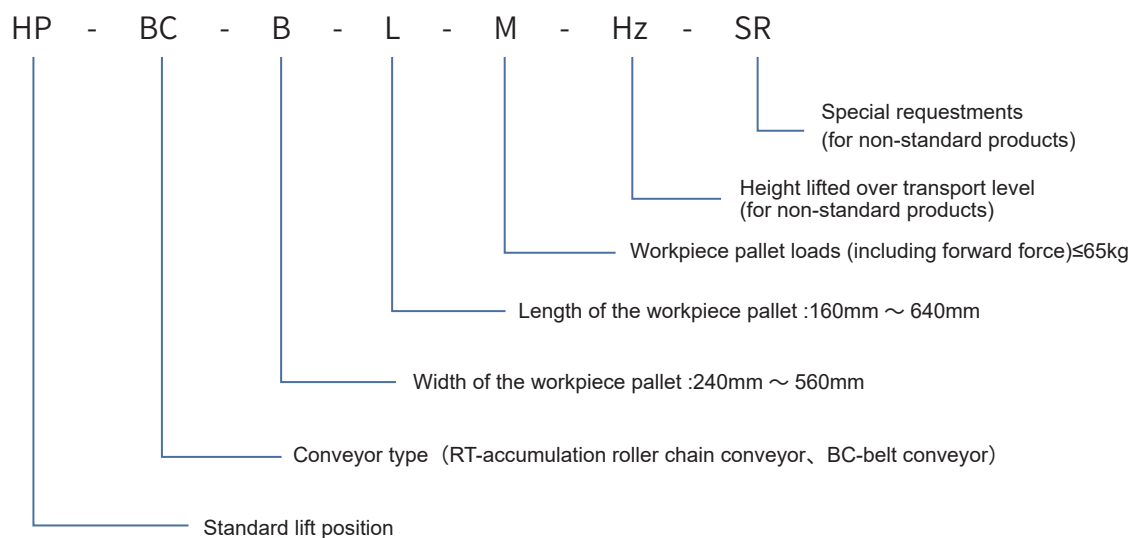 HP - BC - B - L - M - Hz - SR
Special requestments
(for non-standard products)
Height lifted over transport level
(for non-standard products)
Workpiece pallet loads (including forward force)≤65kg
Length of the workpiece pallet :160mm ～ 640mm
Width of the workpiece pallet :240mm ～ 560mm
Conveyor type（RT-accumulation roller chain conveyor、BC-belt conveyor）
Standard lift position